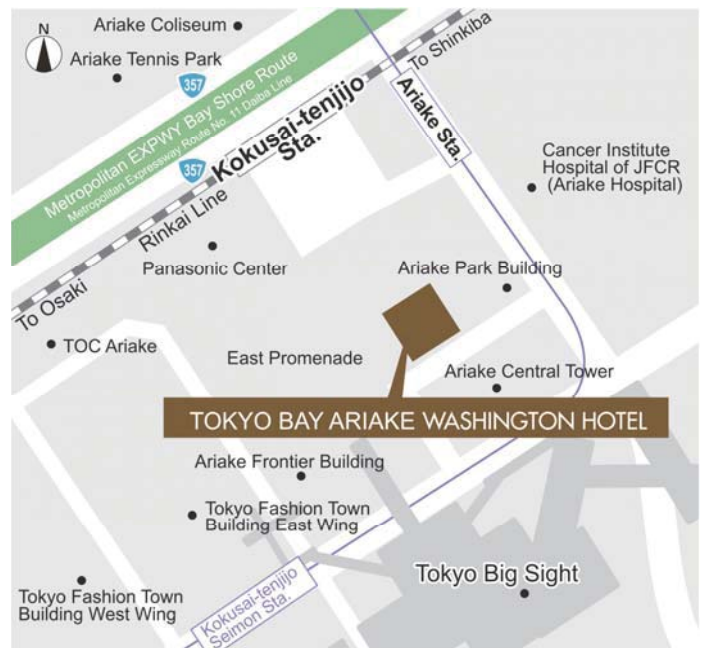 Ariake Coliseum
N
Ariake Tennis Park
357
To Shinkiba
Metropolitan EXPWY Bay Shore Route
Metropolitan Expressway Route No. 11 Daiba Line
Kokusai-tenjijo
Sta.
Ariake Sta.
357
Cancer Institute
Hospital of JFCR
(Ariake Hospital)
Rinkai Line
Panasonic Center
Ariake Park Building
To Osaki
TOC Ariake
East Promenade
Ariake Central Tower
TOKYO BAY ARIAKE WASHINGTON HOTEL
Ariake Frontier Building
Tokyo Fashion Town
Building East Wing
Tokyo Big Sight
Tokyo Fashion Town
Building West Wing
Kokusai-tenjijo
Seimon Sta.